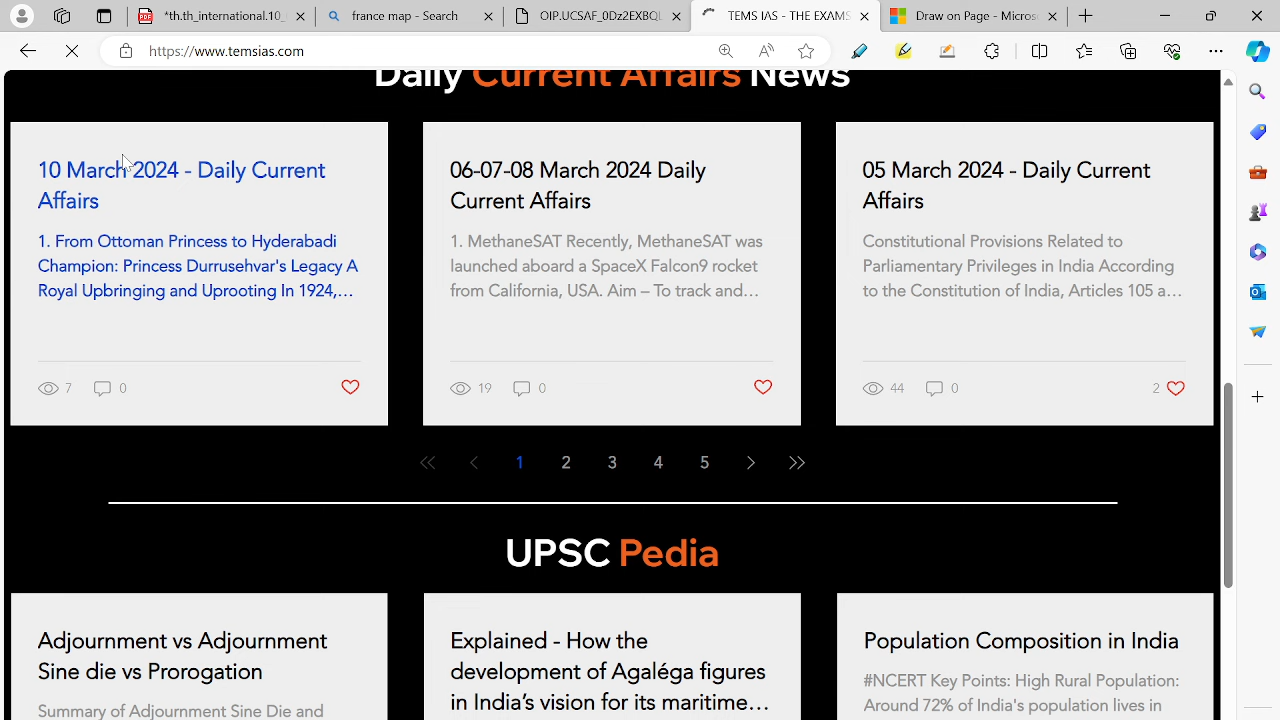 *th.th_international.10_
france map - Search
OIP.UCZAF_0Dz2EXBQL
TEMS IAS - THE EXAMS
Draw on Page - Micros
https://www.temsias.com
Daily Current Affairs News
10 March 2024 - Daily Current
Affairs
1. From Ottoman Princess to Hyderabadi
Champion: Princess Durrusehvar's Legacy A
Royal Upbringing and Uprooting In 1924,...
7 0
06-07-08 March 2024 Daily
Current Affairs
1. MethaneSAT Recently, MethaneSAT was
launched aboard a SpaceX Falcon9 rocket
from California, USA. Aim – To track and...
19 0
05 March 2024 - Daily Current
Affairs
Constitutional Provisions Related to
Parliamentary Privileges in India According
to the Constitution of India, Articles 105 a...
44 0 2
1 2 3 4 5
UPSC Pedia
Adjournment vs Adjournment
Sine die vs Prorogation
Summary of Adjournment Sine Die and
Explained - How the
development of Agaléga figures
in India’s vision for its maritime...
Population Composition in India
#NCERT Key Points: High Rural Population:
Around 72% of India's population lives in